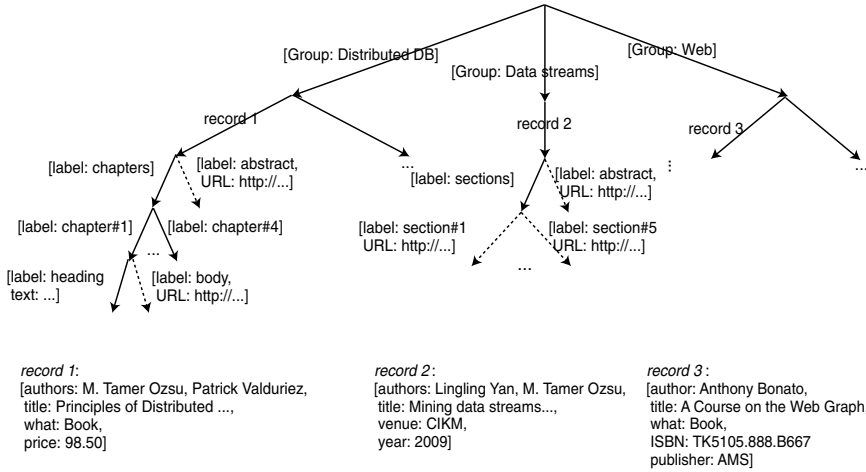 [Group: Distributed DB]
[Group: Data streams]
[Group: Web]
record 1
record 2
record 3
[label: chapters]
[label: abstract,
URL: http://...]
...
[label: sections]
[label: abstract,
URL: http://...]
...
...
[label: chapter#1]
...
[label: chapter#4]
[label: section#1
URL: http://...]
...
[label: section#5
URL: http://...]
[label: heading
text: ...]
[label: body,
URL: http://...]
record 1:
[authors: M. Tamer Ozsu, Patrick Valduriez,
title: Principles of Distributed ...,
what: Book,
price: 98.50]
record 2:
[authors: Lingling Yan, M. Tamer Ozsu,
title: Mining data streams...,
venue: CIKM,
year: 2009]
record 3:
[author: Anthony Bonato,
title: A Course on the Web Graph,
what: Book,
ISBN: TK5105.888.B667
publisher: AMS]